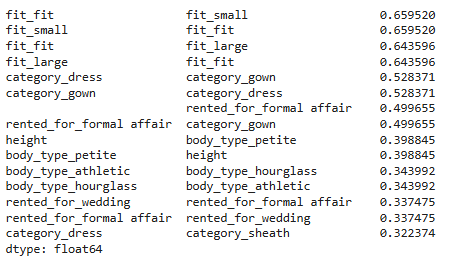 fit_fit fit_small 0.659520
fit_small fit_fit 0.659520
fit_fit fit_large 0.643596
fit_large fit_fit 0.643596
category_dress category_gown 0.528371
category_gown category_dress 0.528371
rented_for_formal affair 0.499655
rented_for_formal affair category_gown 0.499655
height body_type_petite 0.398845
body_type_petite height 0.398845
body_type_athletic body_type_hourglass 0.343992
body_type_hourglass body_type_athletic 0.343992
rented_for_wedding rented_for_formal affair 0.337475
rented_for_formal affair rented_for_wedding 0.337475
category_dress category_sheath 0.322374
dtype: float64